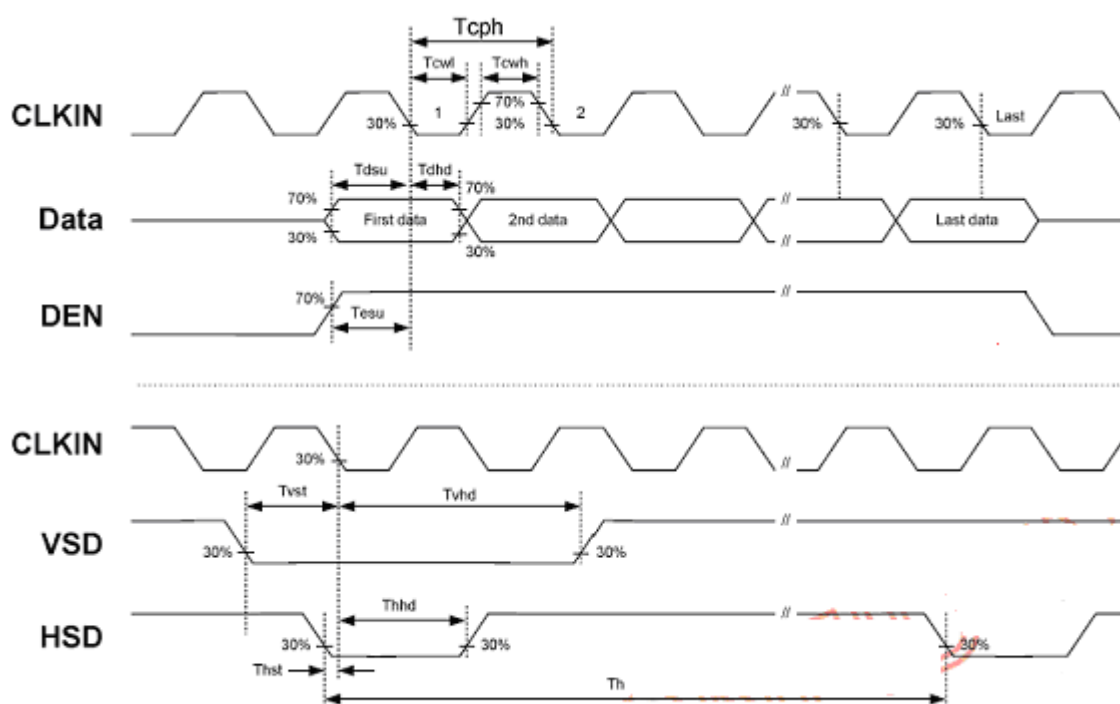 Tcph
Tcwl Tcwh
CLKIN 30% 1 70% 30% 2 // 30% 30% Last
Tdsu Tdhd
70% 70%
Data First data 2nd data // Last data
30% 30%
70% //
DEN Tesu
CLKIN 30% //
Tvst Tvhd
VSD 30% 30% //
Thhd
HSD 30% 30% // 30%
Thst
Th